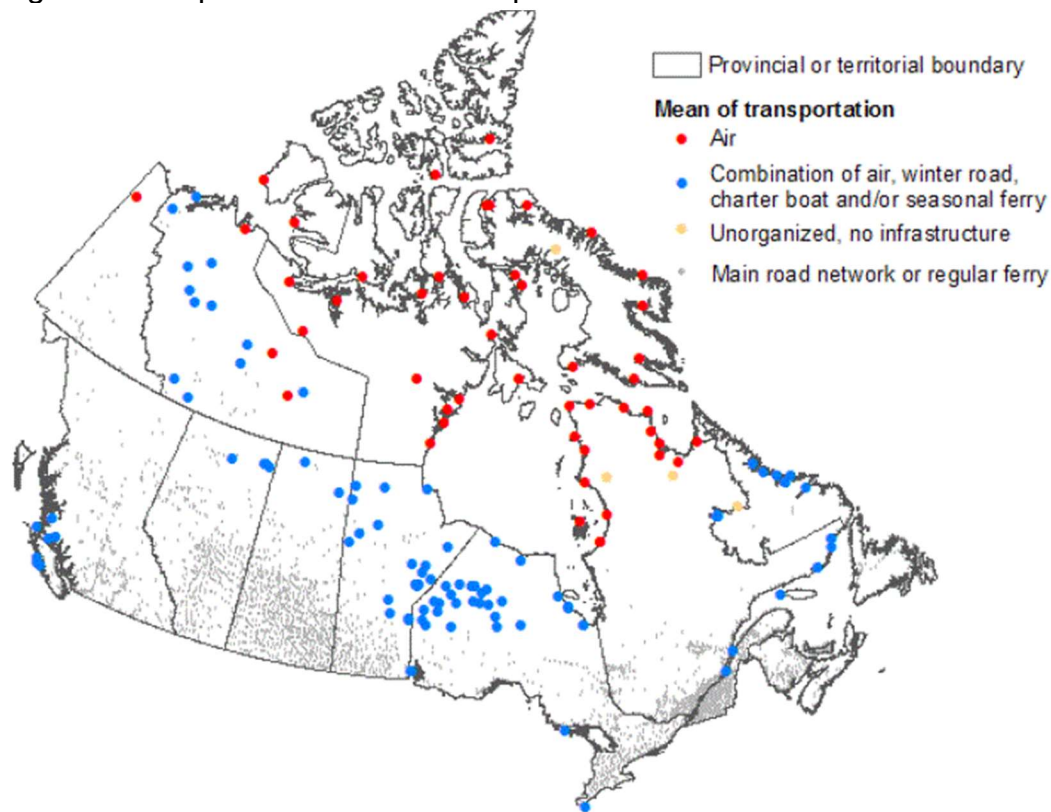 Provincial or territorial boundary
Mean of transportation
Air
Combination of air, winter road,
charter boat and/or seasonal ferry
Unorganized, no infrastructure
Main road network or regular ferry